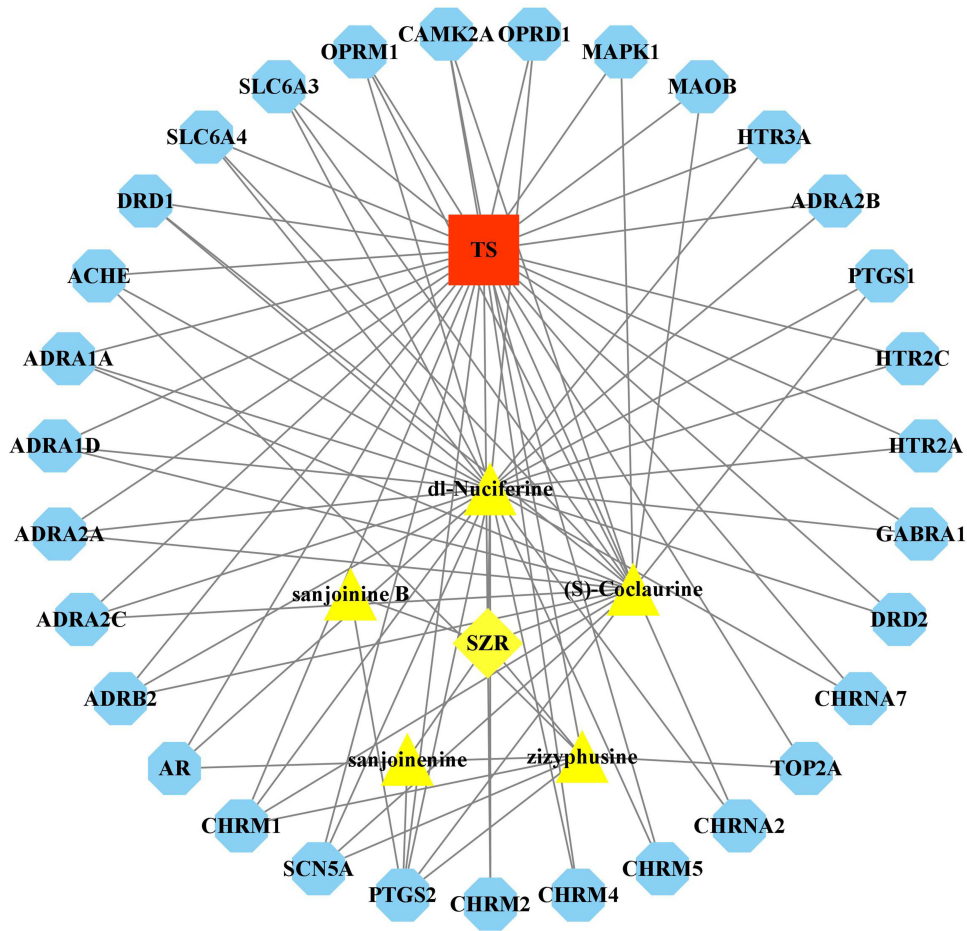 CAMK2A
OPRD1
OPRM1
MAPK1
SLC6A3
MAOB
SLC6A4
HTR3A
DRD1
ADRA2B
TS
ACHE
PTGS1
ADRA1A
HTR2C
ADRA1D
HTR2A
dl-Nuciferine
ADRA2A
GABRA1
sanjoinine B
(S)-Coclaurine
ADRA2C
DRD2
SZR
ADRB2
CHRNA7
sanjoinenine
zizyphusine
AR
TOP2A
CHRM1
CHRNA2
SCN5A
CHRM5
PTGS2
CHRM4
CHRM2